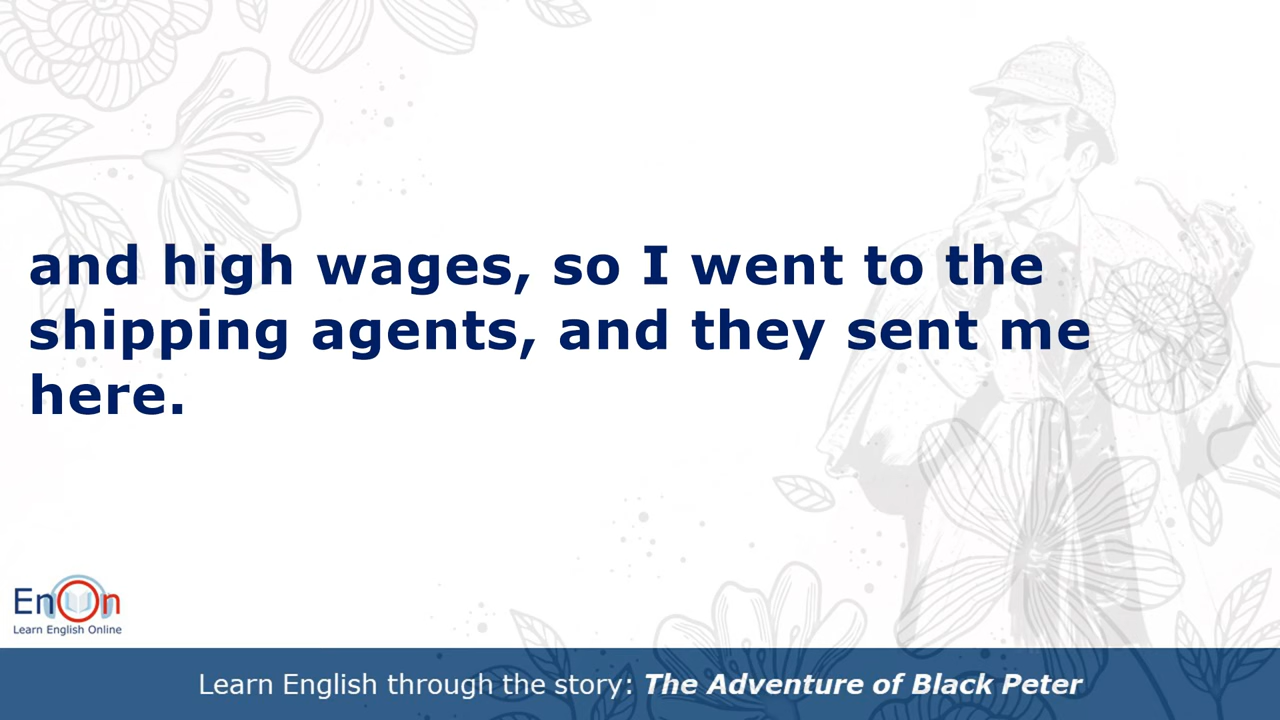 and high wages, so I went to the
shipping agents, and they sent me
here.
EnOn
Learn English Online
Learn English through the story: The Adventure of Black Peter